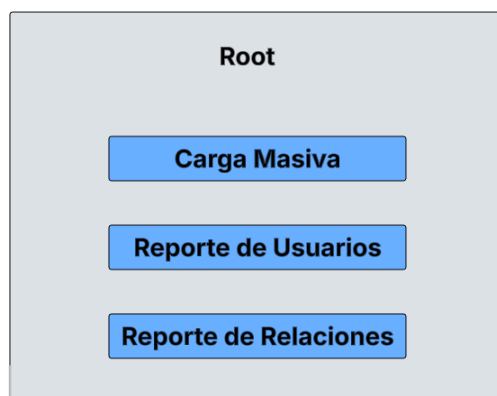 Root
Carga Masiva
Reporte de Usuarios
Reporte de Relaciones